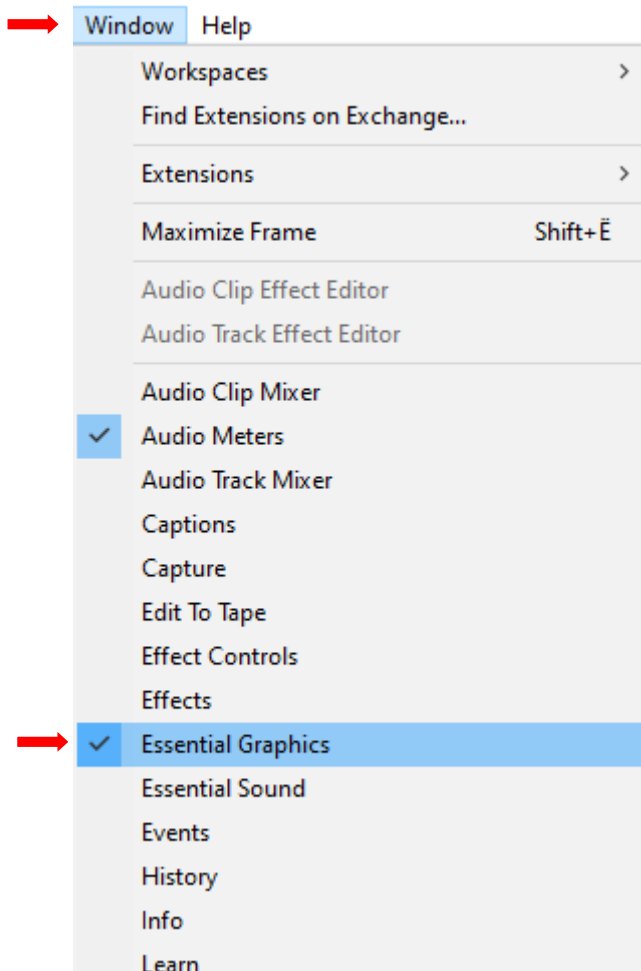 Window Help
Workspaces
Find Extensions on Exchange...
Extensions
Maximize Frame Shift+Ë
Audio Clip Effect Editor
Audio Track Effect Editor
Audio Clip Mixer
Audio Meters
Audio Track Mixer
Captions
Capture
Edit To Tape
Effect Controls
Effects
Essential Graphics
Essential Sound
Events
History
Info
Learn